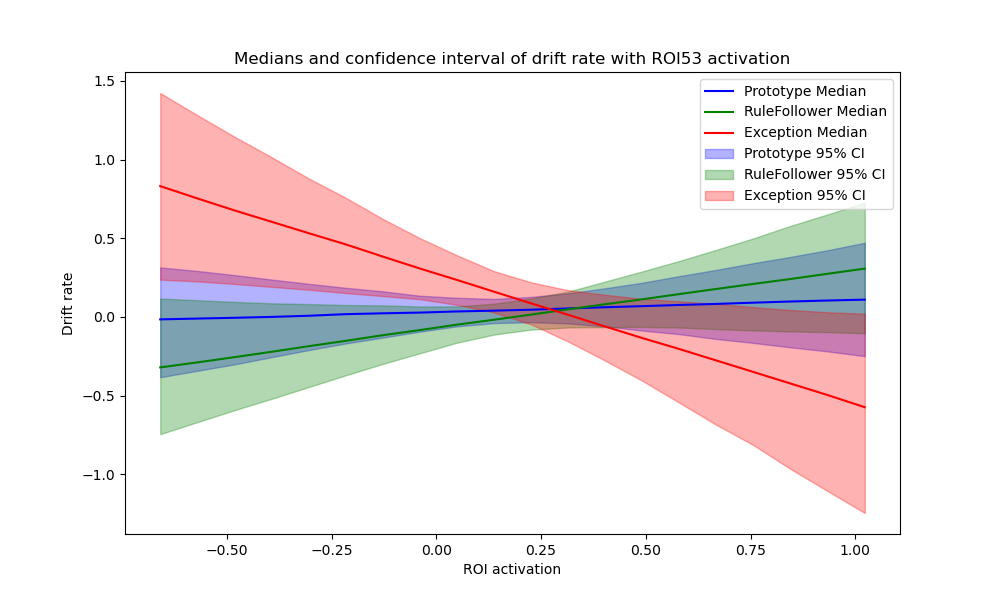 Medians and confidence interval of drift rate with ROI53 activation
Prototype Median
RuleFollower Median
Exception Median
Prototype 95% CI
RuleFollower 95% CI
Exception 95% CI
Drift rate
1.5
1.0
0.5
0.0
−0.5
−1.0
−0.50
−0.25
0.00
0.25
0.50
0.75
1.00
ROI activation